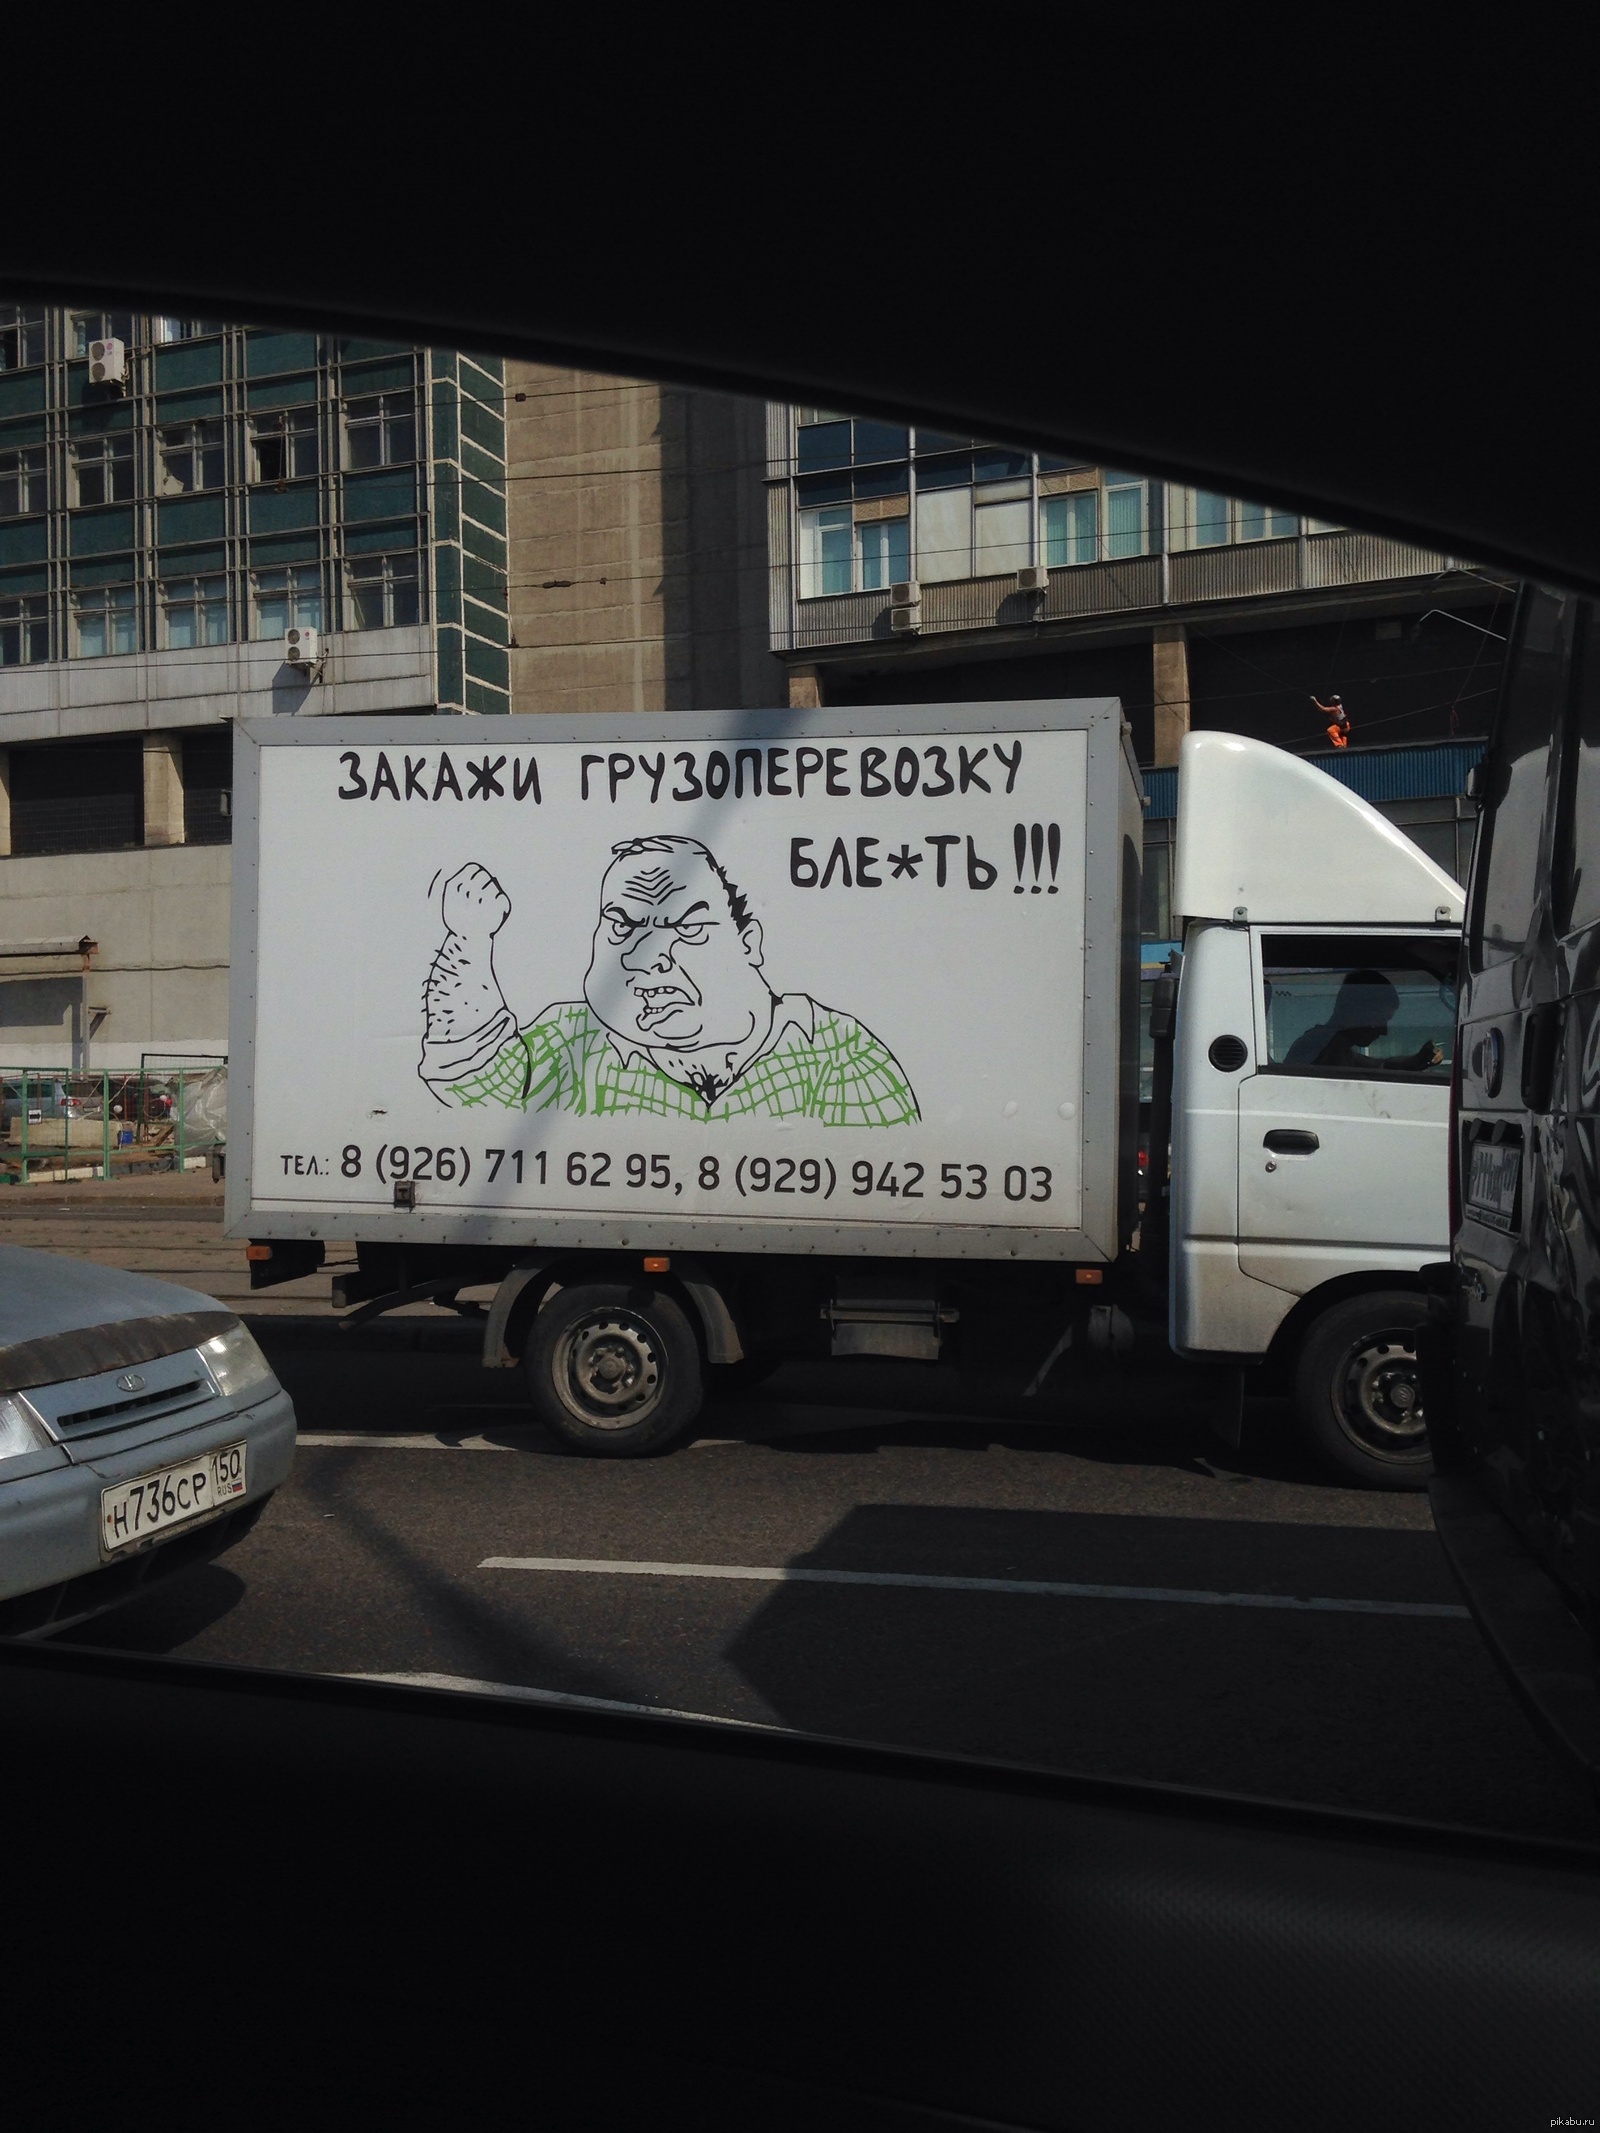 ЗАКАЖИ ГРУЗОПЕРЕВОЗКУ
БЛЕ*ТЬ!!!
ТЕЛ.: 8 (926) 711 62 95, 8 (929) 942 53 03
Н736СР 150
RUS
pikabu.ru